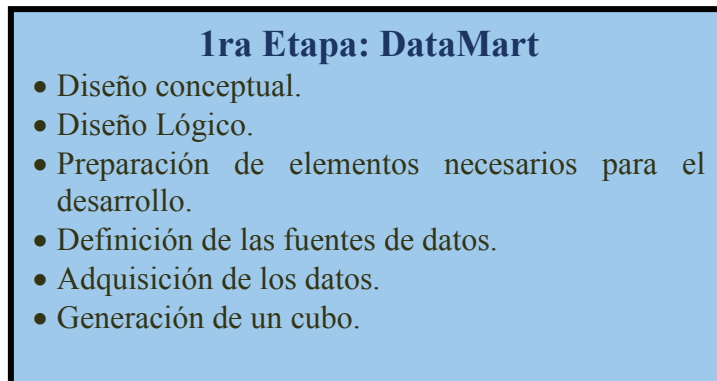 1ra Etapa: DataMart
• Diseño conceptual.
• Diseño Lógico.
• Preparación de elementos necesarios para el
desarrollo.
• Definición de las fuentes de datos.
• Adquisición de los datos.
• Generación de un cubo.